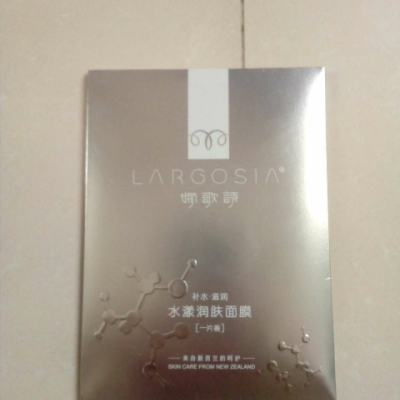 LARGOSIA®
娜歌詩
补水·滋润
水漾润肤面膜
[一片装]
来自新西兰的呵护
SKIN CARE FROM NEW ZEALAND